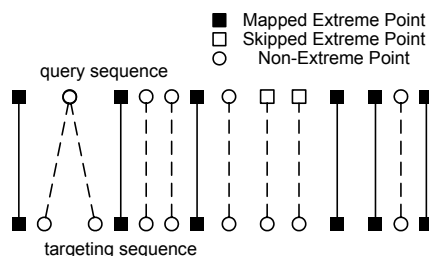 Mapped Extreme Point
Skipped Extreme Point
Non-Extreme Point
query sequence
targeting sequence